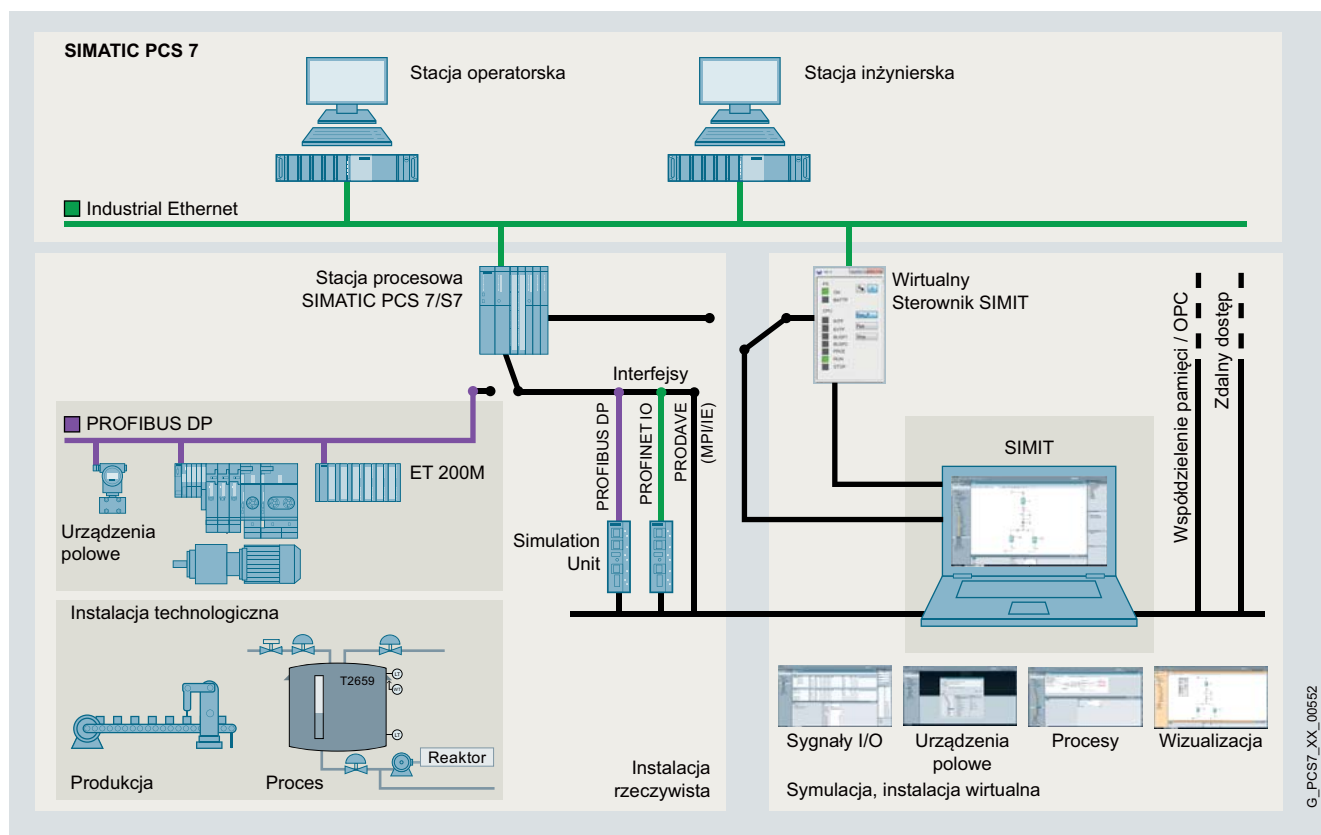 SIMATIC PCS 7
Stacja operatorska
Stacja inżynierska
Industrial Ethernet
Stacja procesowa
SIMATIC PCS 7/S7
Wirtualny
Sterownik SIMIT
Interfejsy
PROFIBUS DP
PROFINET IO
PRODAVE
(MPI/IE)
Współdzielenie pamięci / OPC
Zdalny dostęp
PROFIBUS DP
ET 200M
Urządzenia
polowe
Simulation
Unit
SIMIT
Instalacja technologiczna
T2659
LT
LT
Reaktor
Produkcja
Proces
Instalacja
rzeczywista
Sygnały I/O
Urządzenia
polowe
Procesy
Wizualizacja
Symulacja, instalacja wirtualna
G_PCS7_XX_00552